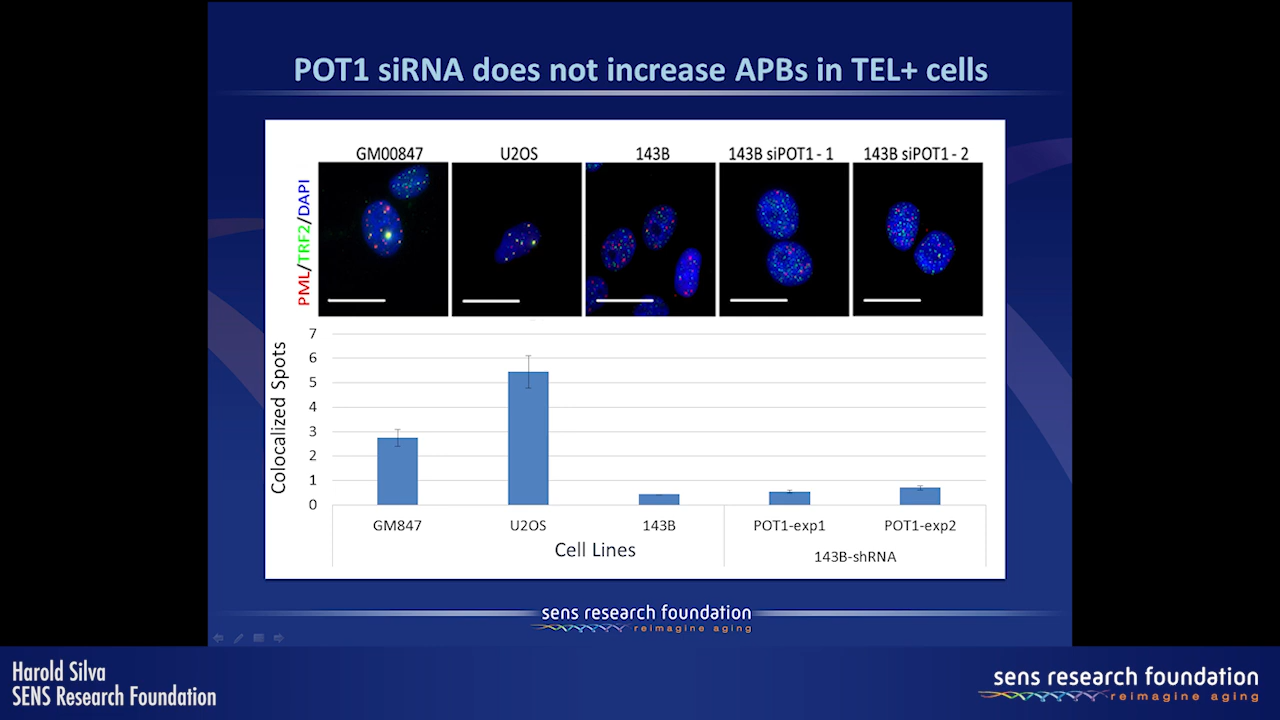 POT1 siRNA does not increase APBs in TEL+ cells
GM00847
U2OS
143B
143B siPOT1 - 1
143B siPOT1 - 2
PML/TRF2/DAPI
Colocalized Spots
7
6
5
4
3
2
1
0
GM847
U2OS
143B
POT1-exp1
POT1-exp2
Cell Lines
143B-shRNA
sens research foundation
reimagine aging
Harold Silva
SENS Research Foundation
sens research foundation
reimagine aging